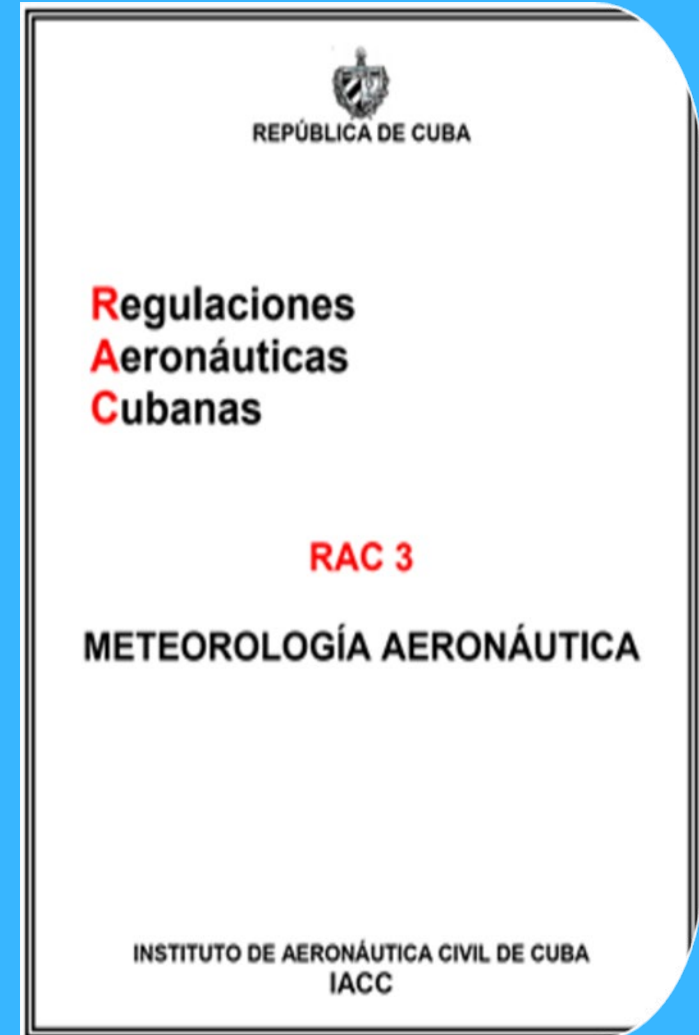 REPÚBLICA DE CUBA
Regulaciones
Aeronáuticas
Cubanas
RAC 3
METEOROLOGÍA AERONÁUTICA
INSTITUTO DE AERONÁUTICA CIVIL DE CUBA
IACC